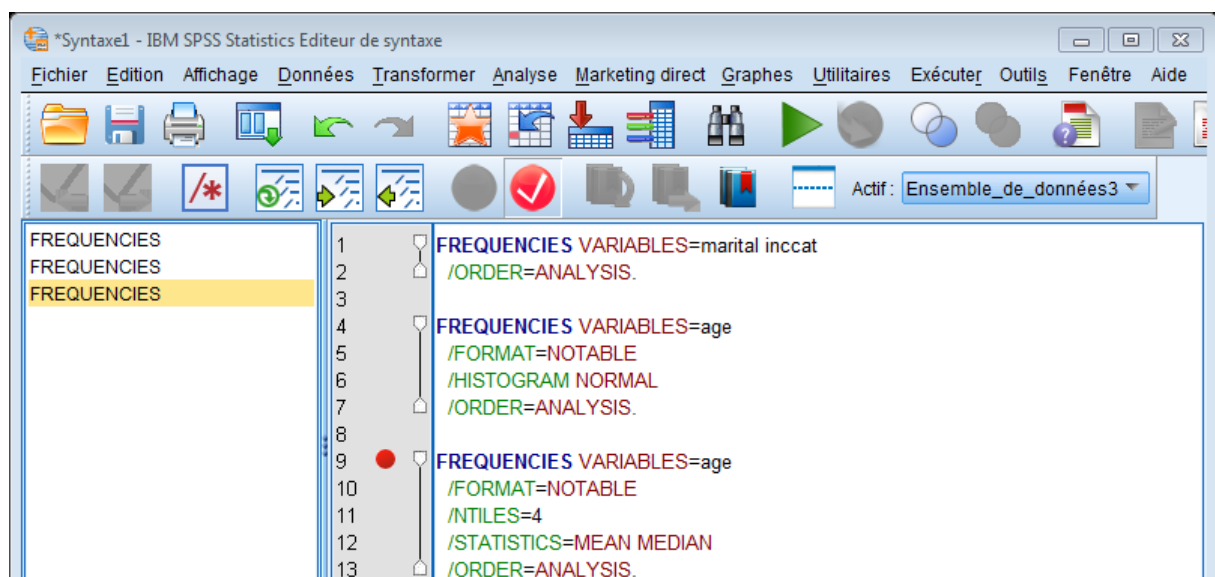 *Syntaxe1 - IBM SPSS Statistics Editeur de syntaxe
Fichier Edition Affichage Données Transformer Analyse Marketing direct Graphes Utilitaires Exécuter Outils Fenêtre Aide
/*
Actif : Ensemble_de_données3
FREQUENCIES
FREQUENCIES
FREQUENCIES
1 FREQUENCIES VARIABLES=marital inccat
2 /ORDER=ANALYSIS.
3
4 FREQUENCIES VARIABLES=age
5 /FORMAT=NOTABLE
6 /HISTOGRAM NORMAL
7 /ORDER=ANALYSIS.
8
9 FREQUENCIES VARIABLES=age
10 /FORMAT=NOTABLE
11 /NTILES=4
12 /STATISTICS=MEAN MEDIAN
13 /ORDER=ANALYSIS.